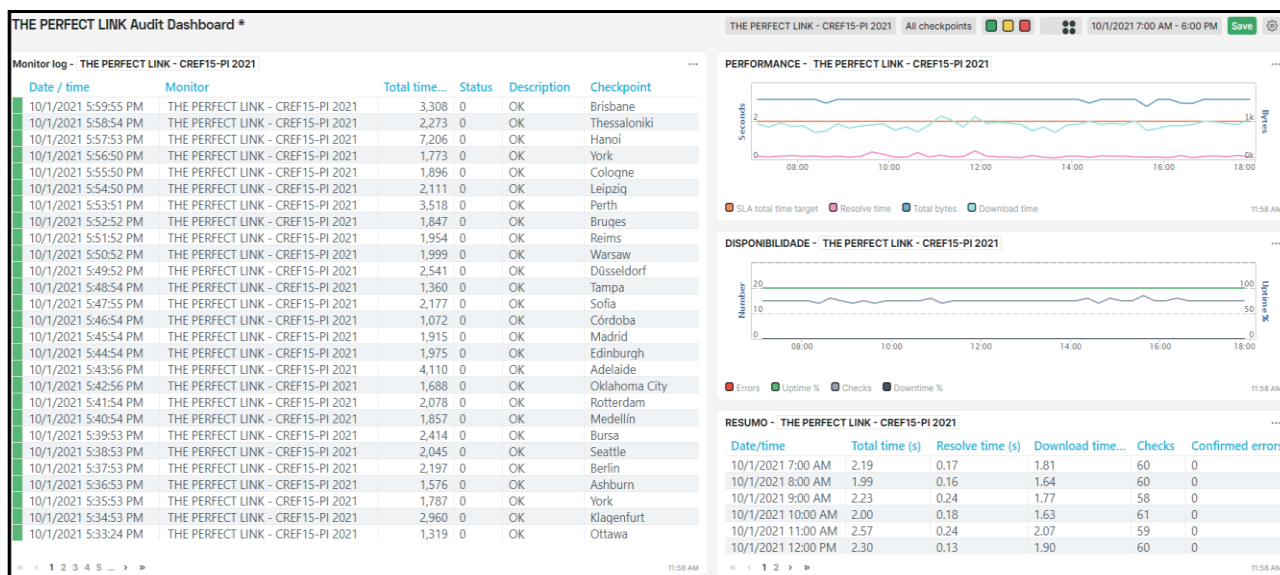 THE PERFECT LINK Audit Dashboard *
THE PERFECT LINK - CREF15-PI 2021 All checkpoints 10/1/2021 7:00 AM - 6:00 PM Save
Monitor log - THE PERFECT LINK - CREF15-PI 2021
Date / time Monitor Total time... Status Description Checkpoint
10/1/2021 5:59:55 PM THE PERFECT LINK - CREF15-PI 2021 3,308 0 OK Brisbane
10/1/2021 5:58:54 PM THE PERFECT LINK - CREF15-PI 2021 2,273 0 OK Thessaloniki
10/1/2021 5:57:53 PM THE PERFECT LINK - CREF15-PI 2021 7,206 0 OK Hanoi
10/1/2021 5:56:50 PM THE PERFECT LINK - CREF15-PI 2021 1,773 0 OK York
10/1/2021 5:55:50 PM THE PERFECT LINK - CREF15-PI 2021 1,896 0 OK Cologne
10/1/2021 5:54:50 PM THE PERFECT LINK - CREF15-PI 2021 2,111 0 OK Leipzig
10/1/2021 5:53:51 PM THE PERFECT LINK - CREF15-PI 2021 3,518 0 OK Perth
10/1/2021 5:52:52 PM THE PERFECT LINK - CREF15-PI 2021 1,847 0 OK Bruges
10/1/2021 5:51:52 PM THE PERFECT LINK - CREF15-PI 2021 1,954 0 OK Reims
10/1/2021 5:50:52 PM THE PERFECT LINK - CREF15-PI 2021 1,999 0 OK Warsaw
10/1/2021 5:49:52 PM THE PERFECT LINK - CREF15-PI 2021 2,541 0 OK Düsseldorf
10/1/2021 5:48:54 PM THE PERFECT LINK - CREF15-PI 2021 1,360 0 OK Tampa
10/1/2021 5:47:55 PM THE PERFECT LINK - CREF15-PI 2021 2,177 0 OK Sofia
10/1/2021 5:46:54 PM THE PERFECT LINK - CREF15-PI 2021 1,072 0 OK Córdoba
10/1/2021 5:45:54 PM THE PERFECT LINK - CREF15-PI 2021 1,915 0 OK Madrid
10/1/2021 5:44:54 PM THE PERFECT LINK - CREF15-PI 2021 1,975 0 OK Edinburgh
10/1/2021 5:43:56 PM THE PERFECT LINK - CREF15-PI 2021 4,110 0 OK Adelaide
10/1/2021 5:42:56 PM THE PERFECT LINK - CREF15-PI 2021 1,688 0 OK Oklahoma City
10/1/2021 5:41:54 PM THE PERFECT LINK - CREF15-PI 2021 2,078 0 OK Rotterdam
10/1/2021 5:40:54 PM THE PERFECT LINK - CREF15-PI 2021 1,857 0 OK Medellín
10/1/2021 5:39:53 PM THE PERFECT LINK - CREF15-PI 2021 2,414 0 OK Bursa
10/1/2021 5:38:53 PM THE PERFECT LINK - CREF15-PI 2021 2,045 0 OK Seattle
10/1/2021 5:37:53 PM THE PERFECT LINK - CREF15-PI 2021 2,197 0 OK Berlin
10/1/2021 5:36:53 PM THE PERFECT LINK - CREF15-PI 2021 1,576 0 OK Ashburn
10/1/2021 5:35:53 PM THE PERFECT LINK - CREF15-PI 2021 1,787 0 OK York
10/1/2021 5:34:53 PM THE PERFECT LINK - CREF15-PI 2021 2,960 0 OK Klagenfurt
10/1/2021 5:33:24 PM THE PERFECT LINK - CREF15-PI 2021 1,319 0 OK Ottawa
« ‹ 1 2 3 4 5 ... › » 11:58 AM
PERFORMANCE - THE PERFECT LINK - CREF15-PI 2021
Seconds
2
0
1k
0k
Bytes
08:00 10:00 12:00 14:00 16:00 18:00
SLA total time target Resolve time Total bytes Download time 11:58 AM
DISPONIBILIDADE - THE PERFECT LINK - CREF15-PI 2021
Number
20
10
0
100
50
0
Uptime %
08:00 10:00 12:00 14:00 16:00 18:00
Errors Uptime % Checks Downtime % 11:58 AM
RESUMO - THE PERFECT LINK - CREF15-PI 2021
Date/time Total time (s) Resolve time (s) Download time... Checks Confirmed errors
10/1/2021 7:00 AM 2.19 0.17 1.81 60 0
10/1/2021 8:00 AM 1.99 0.16 1.64 60 0
10/1/2021 9:00 AM 2.23 0.24 1.77 58 0
10/1/2021 10:00 AM 2.00 0.18 1.63 61 0
10/1/2021 11:00 AM 2.57 0.24 2.07 59 0
10/1/2021 12:00 PM 2.30 0.13 1.90 60 0
« ‹ 1 2 › » 11:58 AM